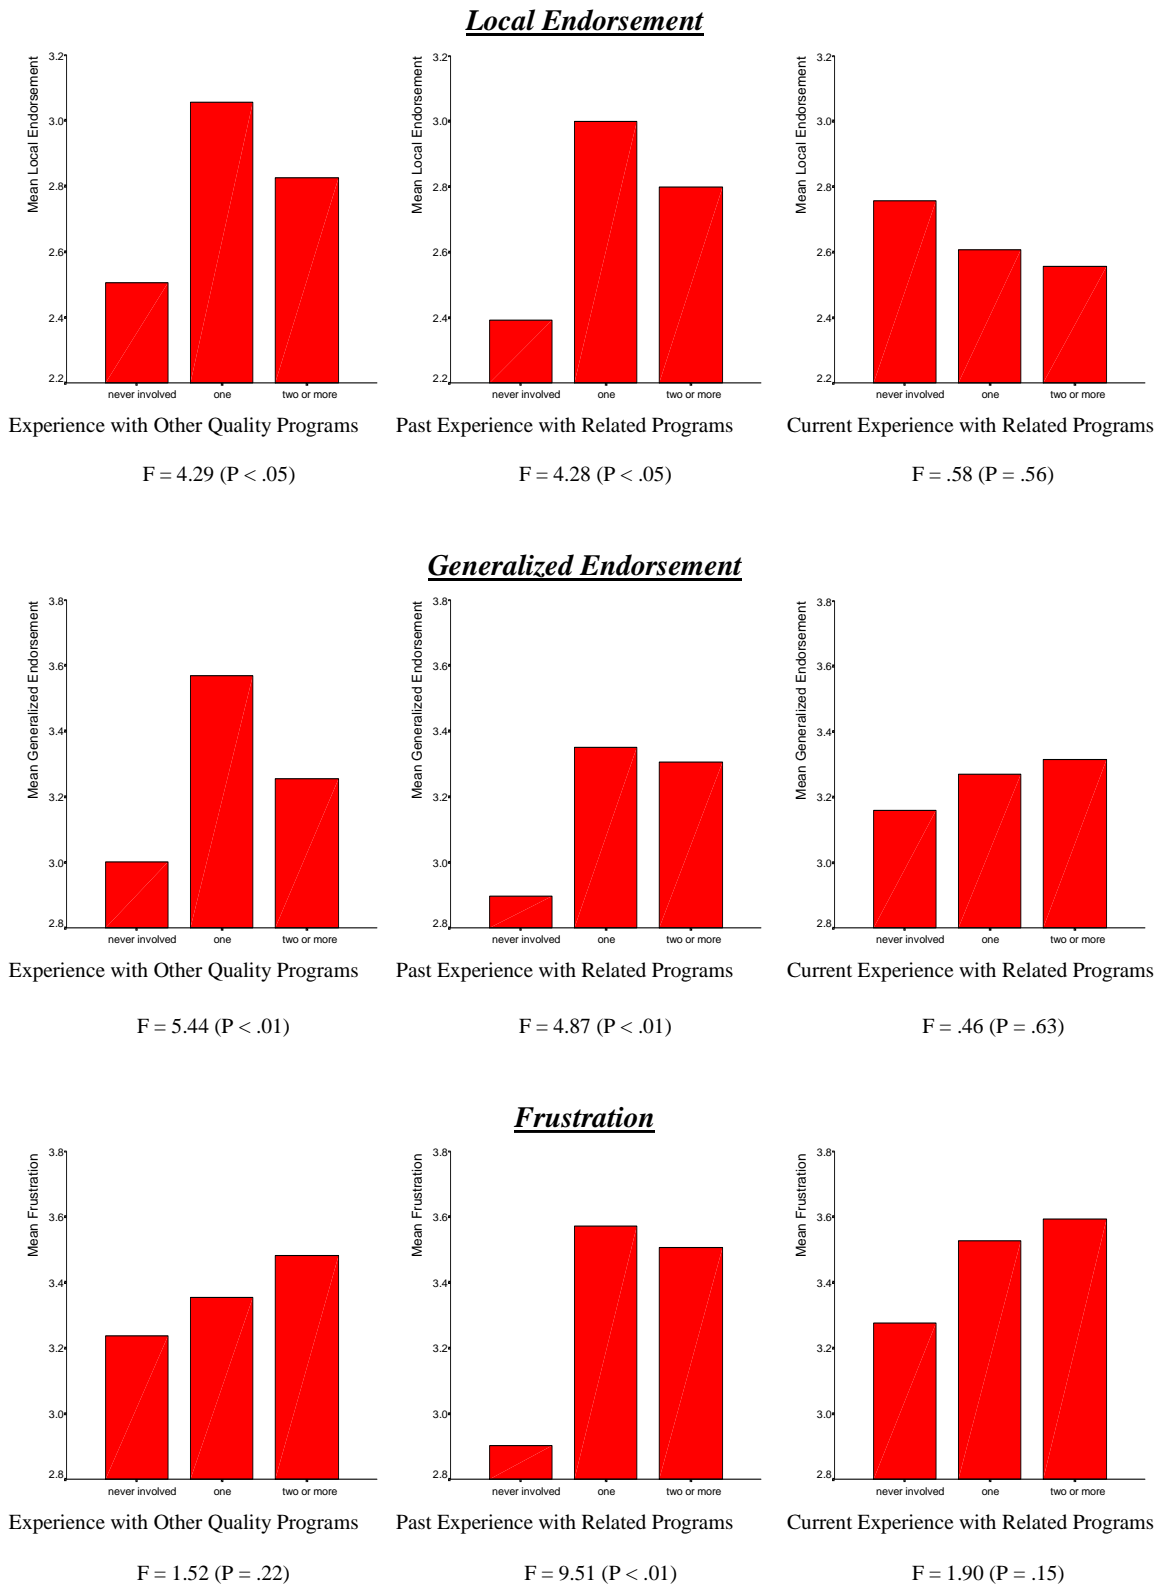 Local Endorsement
Mean Local Endorsement
3.2
3.0
2.8
2.6
2.4
2.2
never involved one two or more
Experience with Other Quality Programs
F = 4.29 (P < .05)
Mean Local Endorsement
3.2
3.0
2.8
2.6
2.4
2.2
never involved one two or more
Past Experience with Related Programs
F = 4.28 (P < .05)
Mean Local Endorsement
3.2
3.0
2.8
2.6
2.4
2.2
never involved one two or more
Current Experience with Related Programs
F = .58 (P = .56)
Generalized Endorsement
Mean Generalized Endorsement
3.8
3.6
3.4
3.2
3.0
2.8
never involved one two or more
Experience with Other Quality Programs
F = 5.44 (P < .01)
Mean Generalized Endorsement
3.8
3.6
3.4
3.2
3.0
2.8
never involved one two or more
Past Experience with Related Programs
F = 4.87 (P < .01)
Mean Generalized Endorsement
3.8
3.6
3.4
3.2
3.0
2.8
never involved one two or more
Current Experience with Related Programs
F = .46 (P = .63)
Frustration
Mean Frustration
3.8
3.6
3.4
3.2
3.0
2.8
never involved one two or more
Experience with Other Quality Programs
F = 1.52 (P = .22)
Mean Frustration
3.8
3.6
3.4
3.2
3.0
2.8
never involved one two or more
Past Experience with Related Programs
F = 9.51 (P < .01)
Mean Frustration
3.8
3.6
3.4
3.2
3.0
2.8
never involved one two or more
Current Experience with Related Programs
F = 1.90 (P = .15)